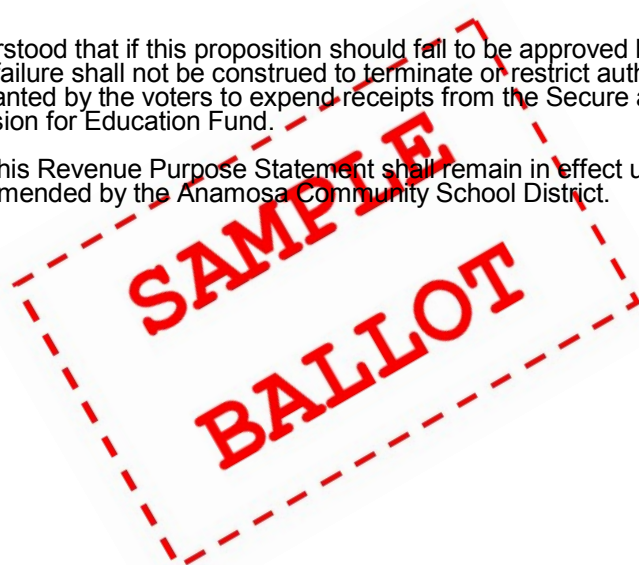 rstood that if this proposition should fail to be approved
failure shall not be construed to terminate or restrict auth
anted by the voters to expend receipts from the Secure a
sion for Education Fund.
his Revenue Purpose Statement shall remain in effect u
mended by the Anamosa Community School District.
SAMPLE
BALLOT